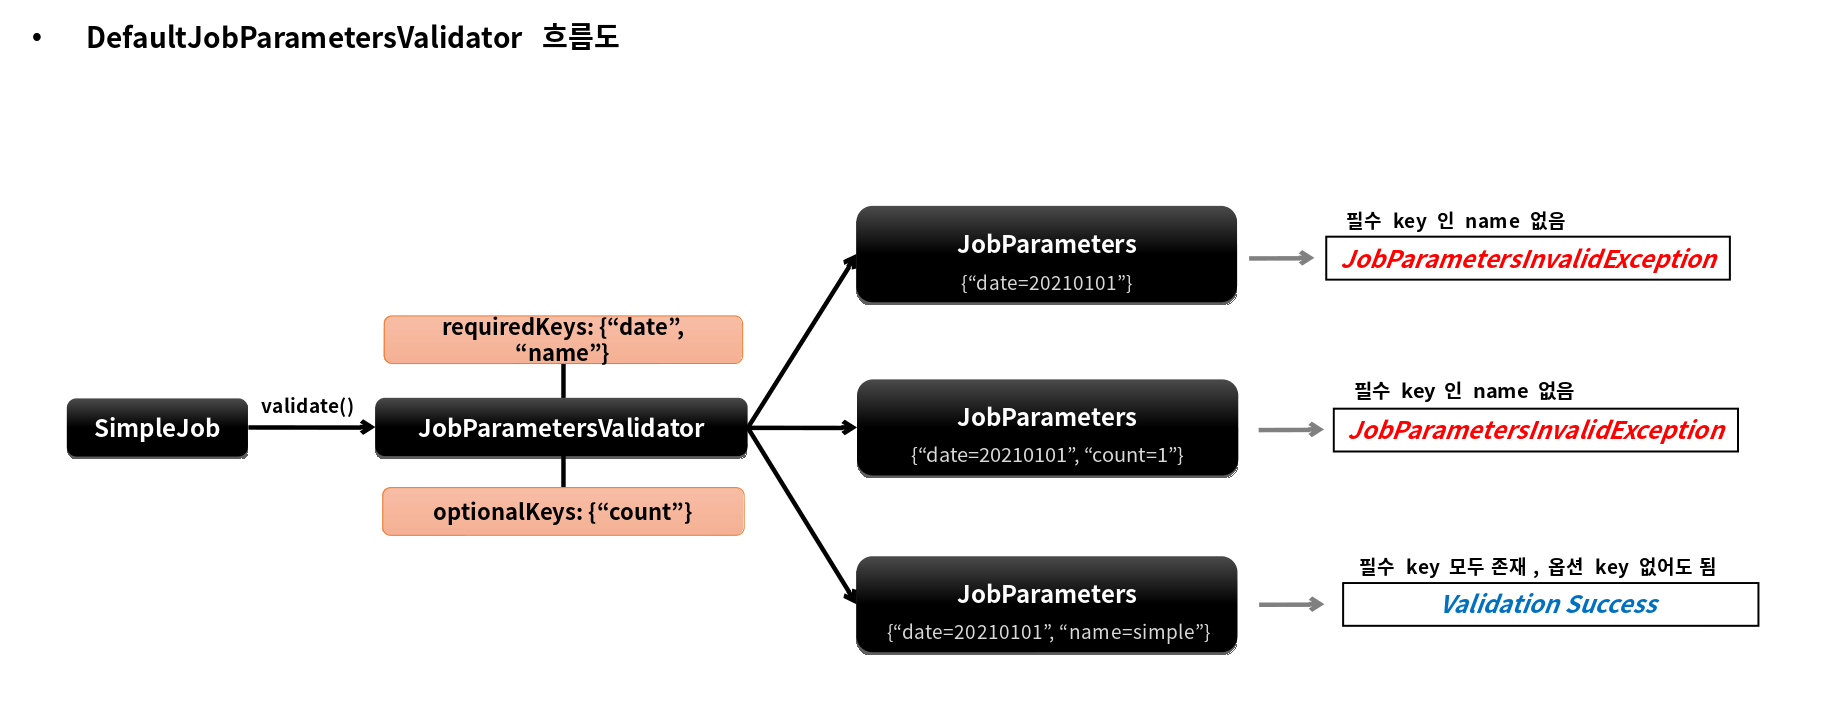 • DefaultJobParametersValidator 흐름도
필수 key 인 name 없음
JobParameters
JobParametersInvalidException
{“date=20210101”}
requiredKeys: {“date”,
“name”}
필수 key 인 name 없음
validate()
SimpleJob
JobParametersValidator
JobParameters
JobParametersInvalidException
{“date=20210101”, “count=1”}
optionalKeys: {“count”}
필수 key 모두 존재 , 옵션 key 없어도 됨
JobParameters
Validation Success
{“date=20210101”, “name=simple”}